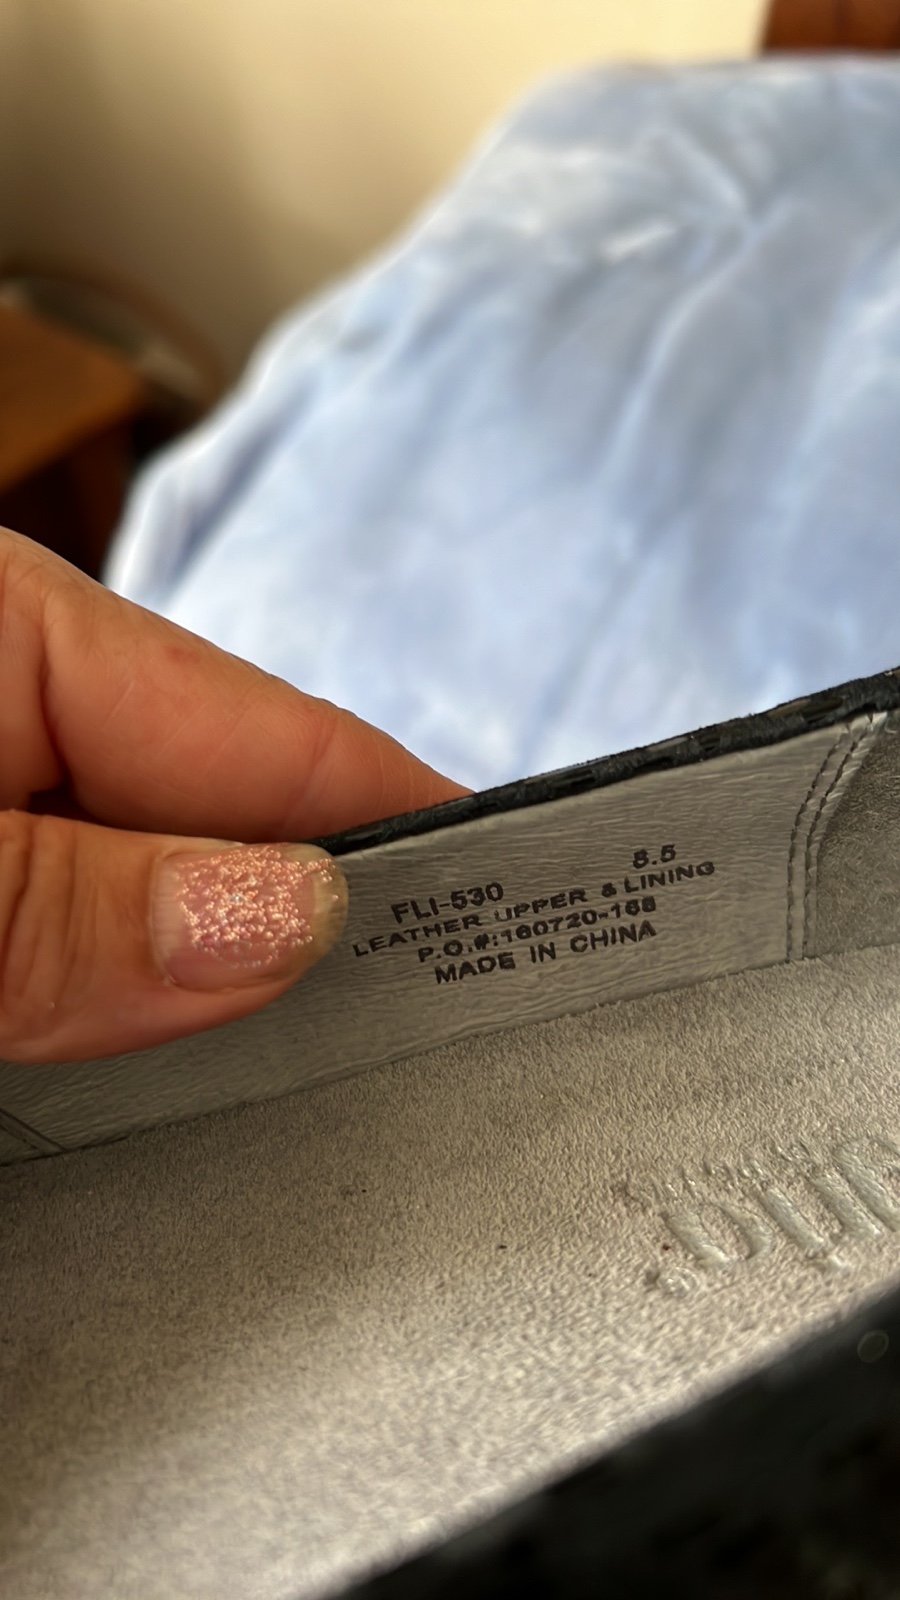 FLI-530 8.5
LEATHER UPPER & LINING
P.O.#:160720-168
MADE IN CHINA